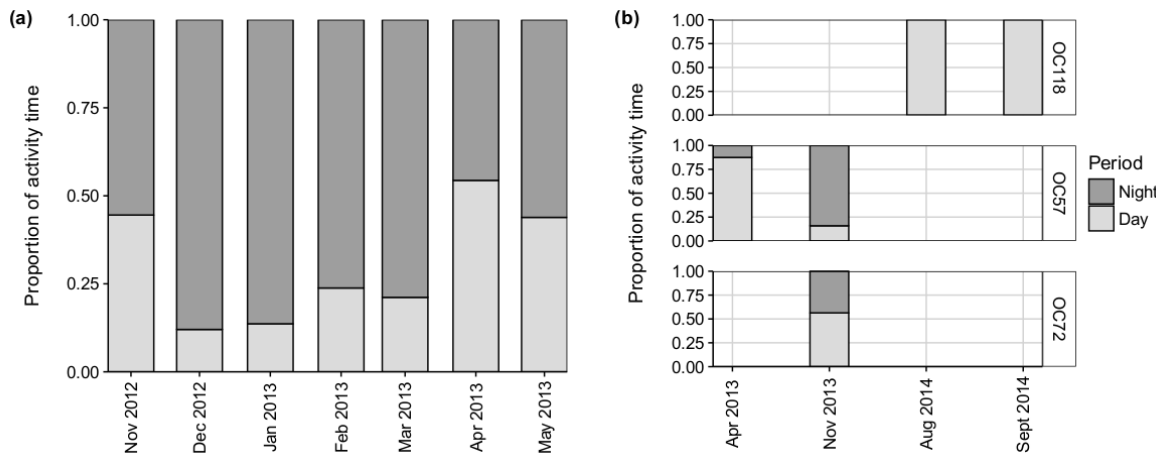 (a)
Proportion of activity time
1.00
0.75
0.50
0.25
0.00
Nov 2012
Dec 2012
Jan 2013
Feb 2013
Mar 2013
Apr 2013
May 2013
(b)
Proportion of activity time
1.00
0.75
0.50
0.25
0.00
OC118
1.00
0.75
0.50
0.25
0.00
OC57
1.00
0.75
0.50
0.25
0.00
OC72
Apr 2013
Nov 2013
Aug 2014
Sept 2014
Period
Night
Day